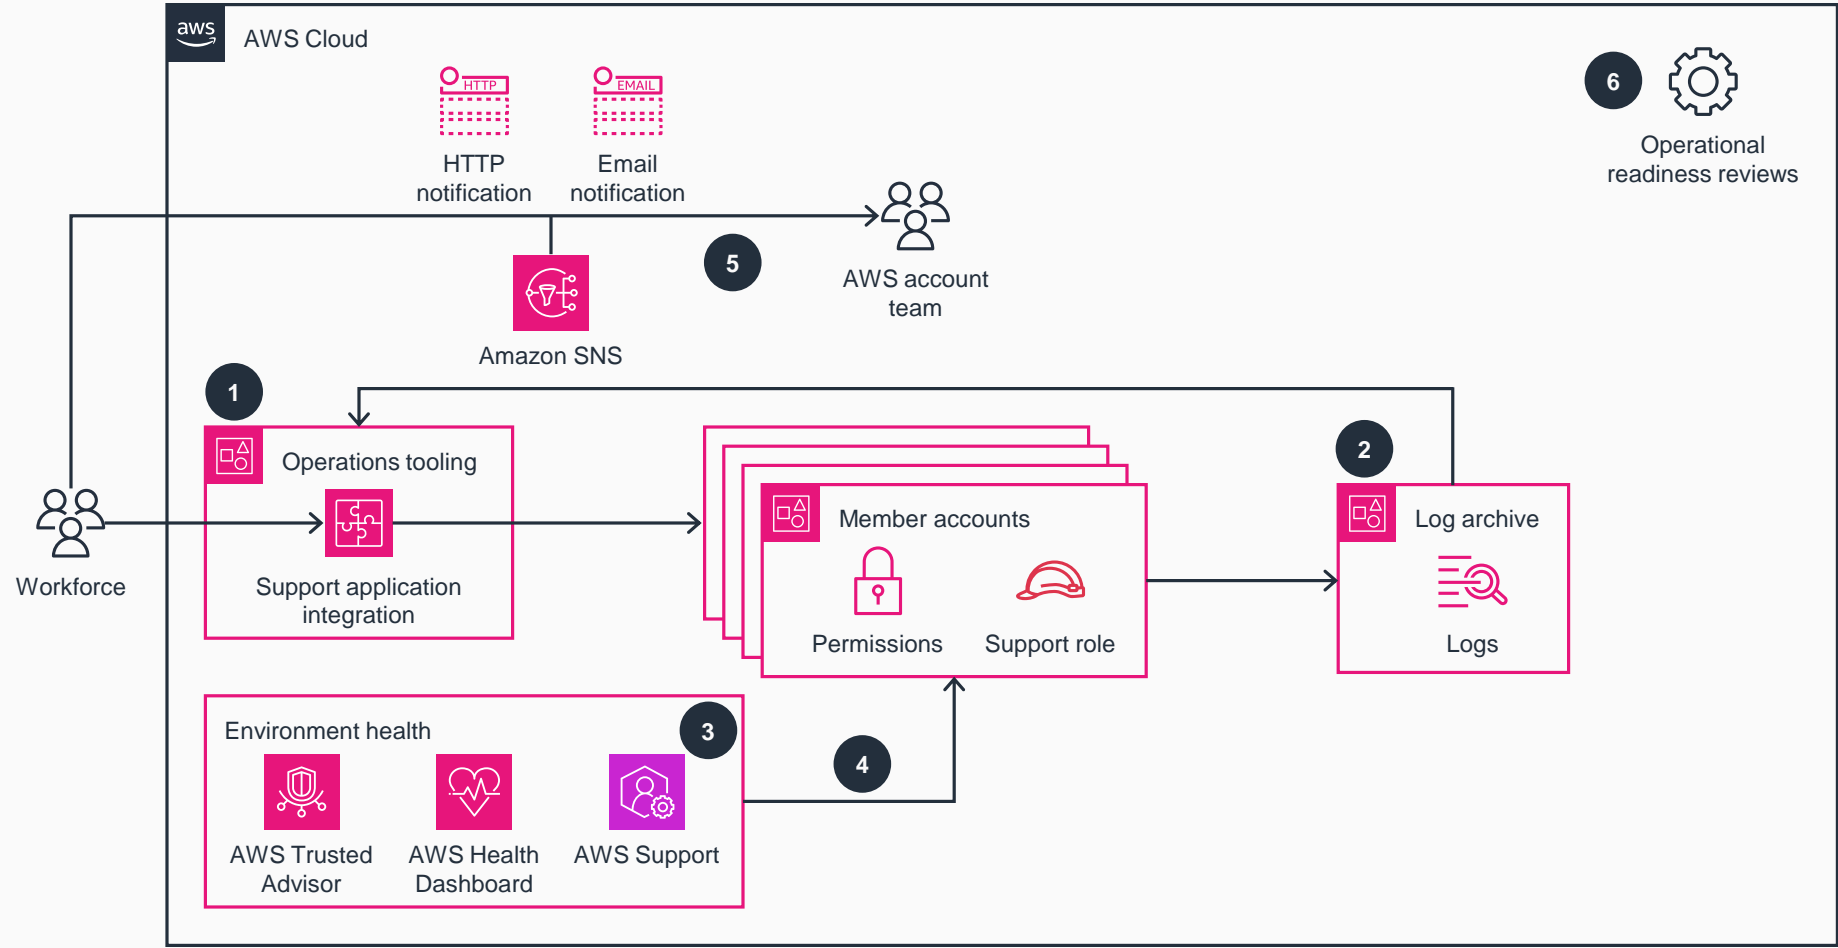 aws
AWS Cloud
HTTP
EMAIL
6
HTTP
notification
Email
notification
Operational
readiness reviews
5
AWS account
team
Amazon SNS
1
2
Operations tooling
Member accounts
Log archive
Workforce
Support application
integration
Permissions
Support role
Logs
Environment health
3
4
AWS Trusted
Advisor
AWS Health
Dashboard
AWS Support